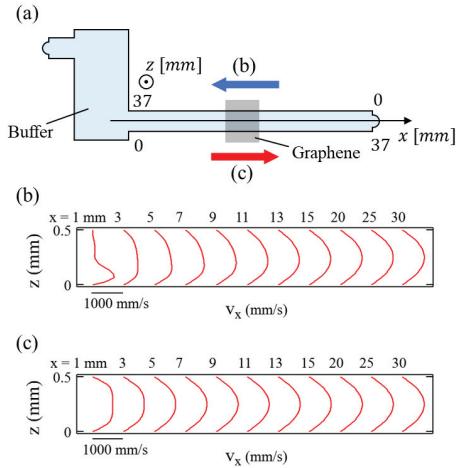 (a)
z [mm]
(b)
37
0
Buffer
x [mm]
0
Graphene
37
(c)
(b)
x = 1 mm 3 5 7 9 11 13 15 20 25 30
0.5
z (mm)
0
1000 mm/s
vx (mm/s)
(c)
x = 1 mm 3 5 7 9 11 13 15 20 25 30
0.5
z (mm)
0
1000 mm/s
vx (mm/s)